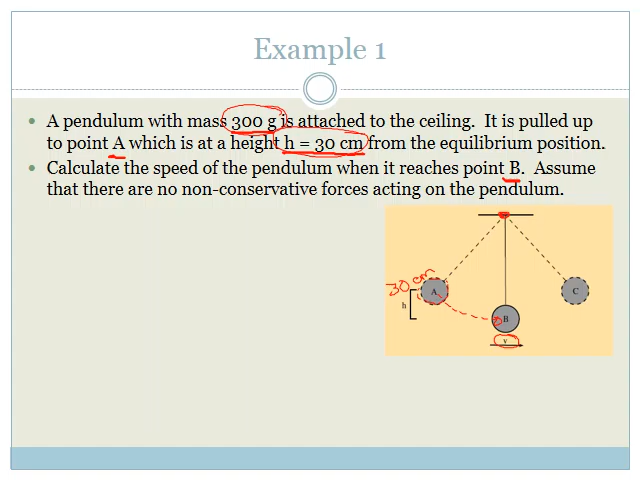 Example 1
• A pendulum with mass 300 g is attached to the ceiling. It is pulled up
to point A which is at a height h = 30 cm from the equilibrium position.
• Calculate the speed of the pendulum when it reaches point B. Assume
that there are no non-conservative forces acting on the pendulum.
30 cm
A
C
h
B
v